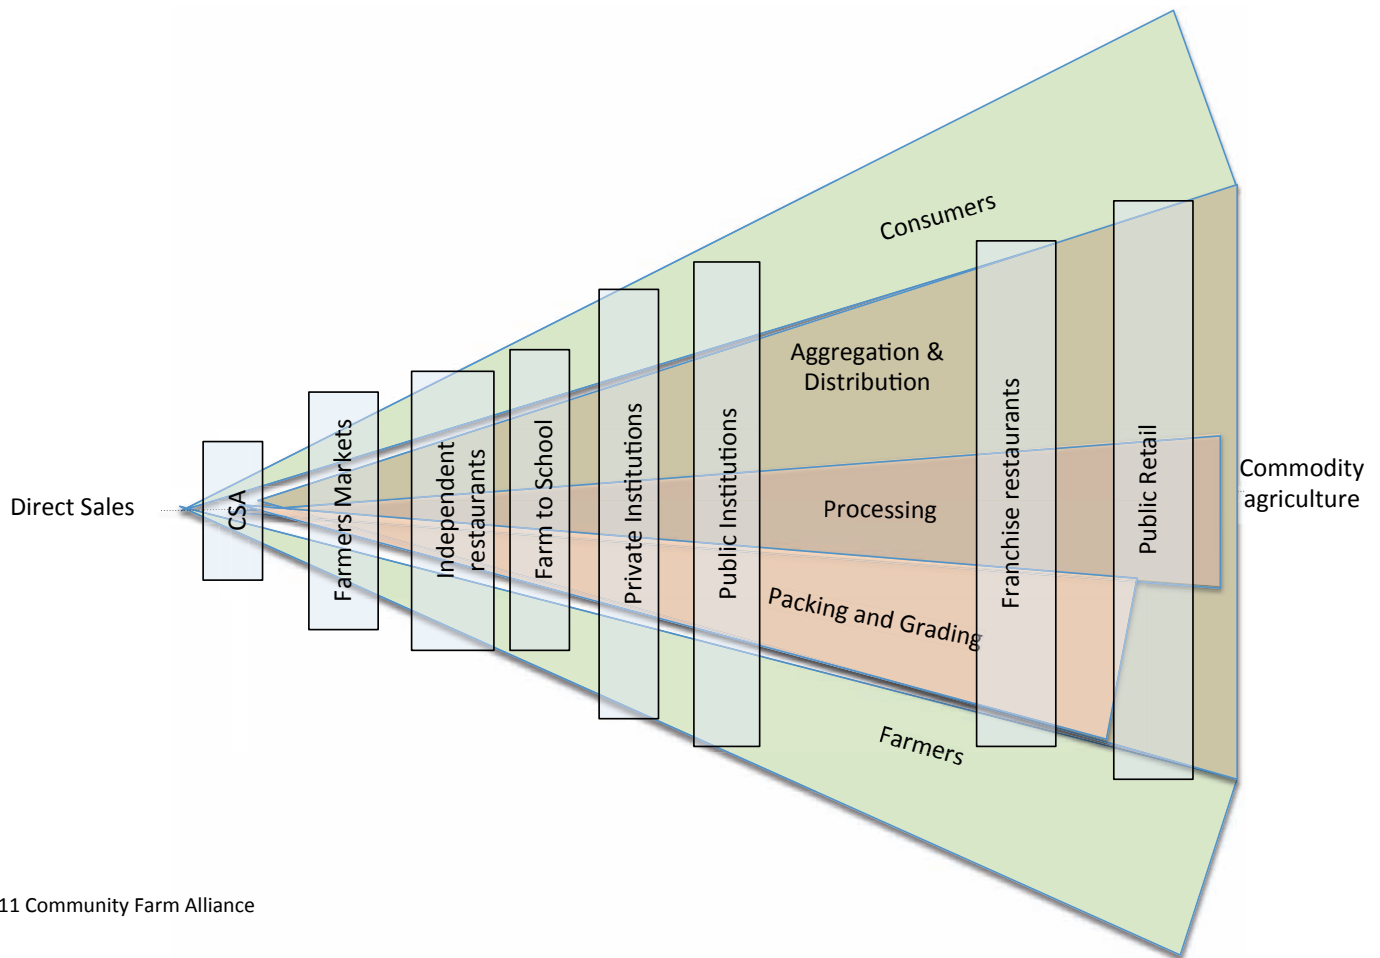 Direct Sales
CSA
Farmers Markets
Independent
restaurants
Farm to School
Private Institutions
Public Institutions
Consumers
Aggregation &
Distribution
Processing
Packing and Grading
Farmers
Franchise restaurants
Public Retail
Commodity
agriculture
11 Community Farm Alliance